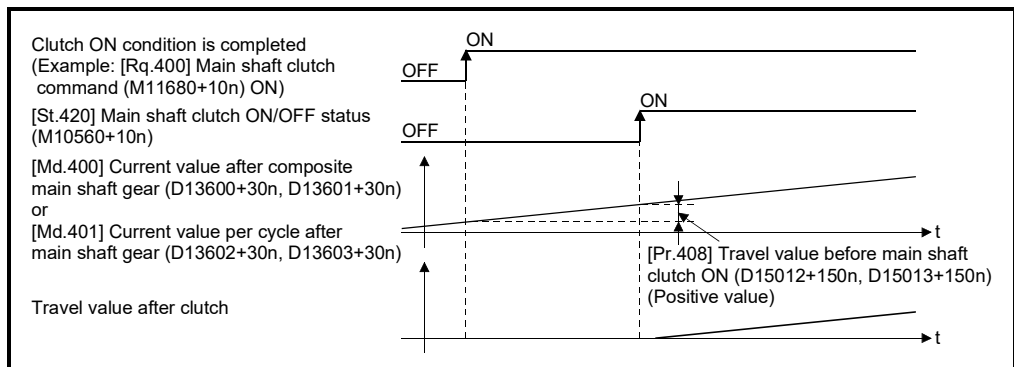 Clutch ON condition is completed
(Example: [Rq.400] Main shaft clutch
command (M11680+10n) ON)
OFF
ON
[St.420] Main shaft clutch ON/OFF status
(M10560+10n)
OFF
ON
[Md.400] Current value after composite
main shaft gear (D13600+30n, D13601+30n)
or
[Md.401] Current value per cycle after
main shaft gear (D13602+30n, D13603+30n)
t
[Pr.408] Travel value before main shaft
clutch ON (D15012+150n, D15013+150n)
(Positive value)
Travel value after clutch
t